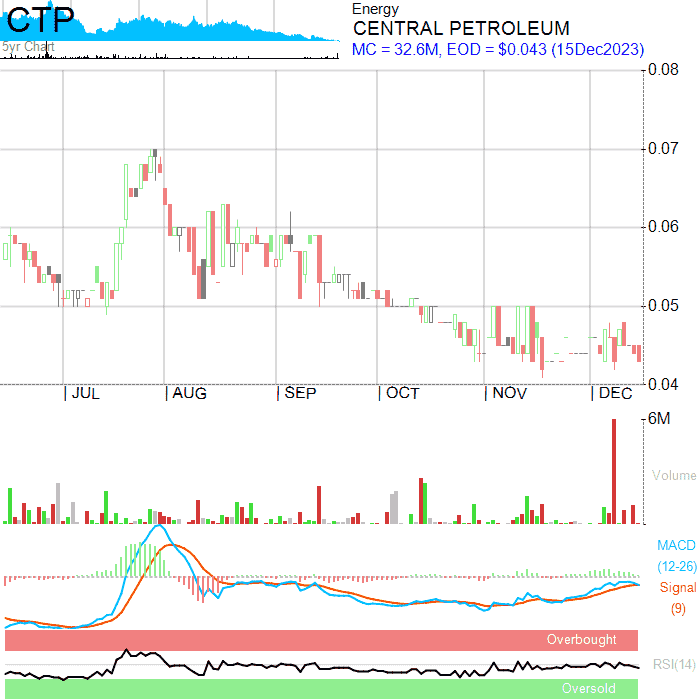 CTP
5yr Chart
Energy
CENTRAL PETROLEUM
MC = 32.6M, EOD = $0.043 (15Dec2023)
0.08
0.07
0.06
0.05
0.04
JUL
AUG
SEP
OCT
NOV
DEC
6M
Volume
MACD
(12-26)
Signal
(9)
Overbought
RSI(14)
Oversold